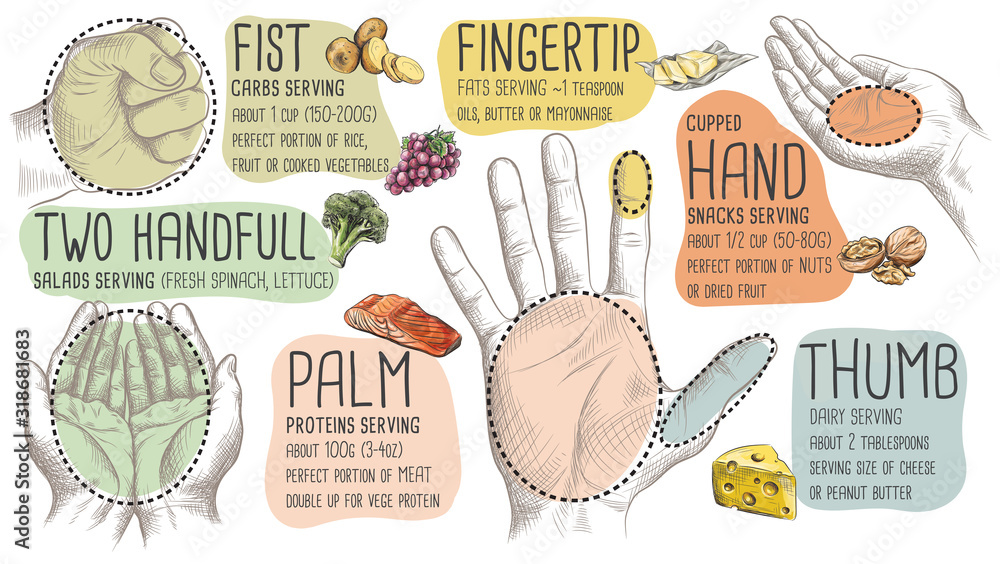 FIST
CARBS SERVING
ABOUT 1 CUP (150-200G)
PERFECT PORTION OF RICE,
FRUIT OR COOKED VEGETABLES
FINGERTIP
FATS SERVING ~1 TEASPOON
OILS, BUTTER OR MAYONNAISE
CUPPED
HAND
SNACKS SERVING
ABOUT 1/2 CUP (50-80G)
PERFECT PORTION OF NUTS
OR DRIED FRUIT
TWO HANDFULL
SALADS SERVING (FRESH SPINACH, LETTUCE)
PALM
PROTEINS SERVING
ABOUT 100G (3-4OZ)
PERFECT PORTION OF MEAT
DOUBLE UP FOR VEGE PROTEIN
THUMB
DAIRY SERVING
ABOUT 2 TABLESPOONS
SERVING SIZE OF CHEESE
OR PEANUT BUTTER
Adobe Stock | #318681683